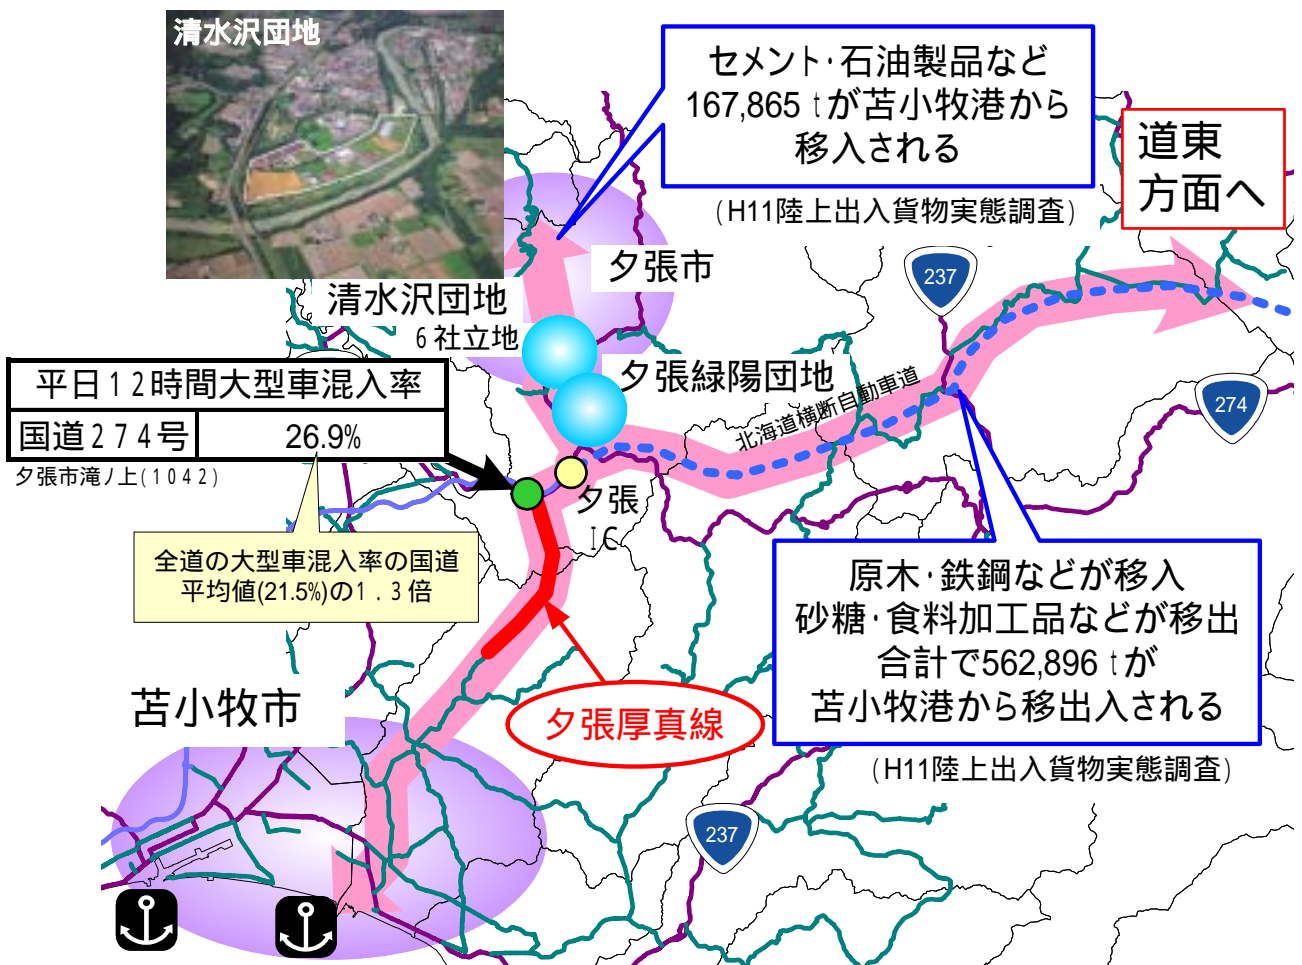 清水沢団地
セメント・石油製品など
167,865 tが苫小牧港から
移入される
(H11陸上出入貨物実態調査)
道東
方面へ
夕張市
237
清水沢団地
6社立地
夕張緑陽団地
北海道横断自動車道
274
平日12時間大型車混入率
国道274号 26.9%
夕張市滝ノ上(1042)
夕張
IC
全道の大型車混入率の国道
平均値(21.5%)の1.3倍
原木・鉄鋼などが移入
砂糖・食料加工品などが移出
合計で562,896 tが
苫小牧港から移出入される
(H11陸上出入貨物実態調査)
苫小牧市
夕張厚真線
237